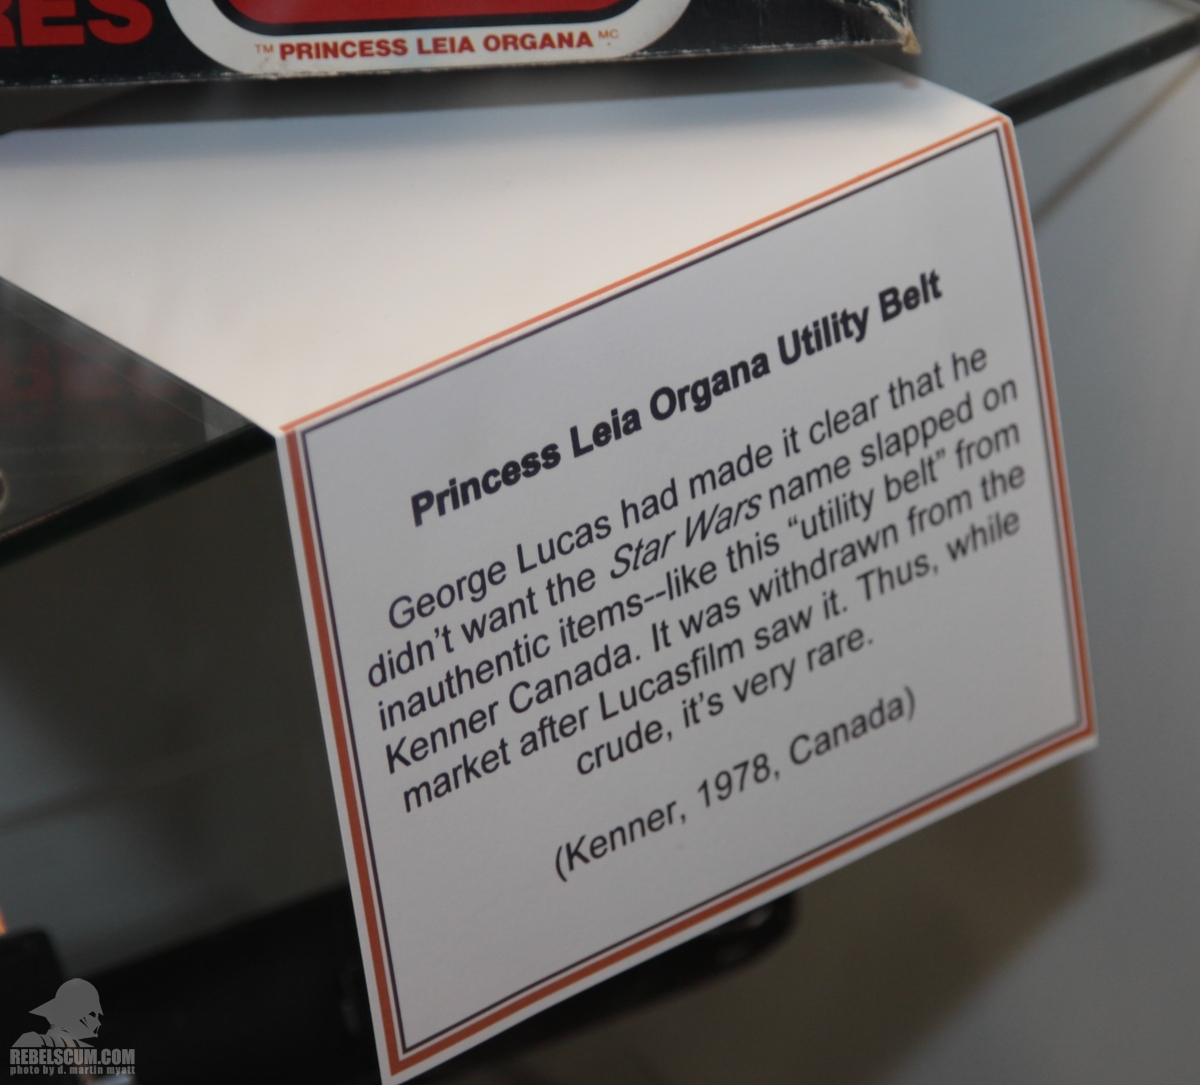 RES
™ PRINCESS LEIA ORGANA MC
Princess Leia Organa Utility Belt
George Lucas had made it clear that he
didn't want the Star Wars name slapped on
inauthentic items--like this “utility belt” from
Kenner Canada. It was withdrawn from the
market after Lucasfilm saw it. Thus, while
crude, it's very rare.
(Kenner, 1978, Canada)
REBELSCUM.COM
photo by d. martin myatt